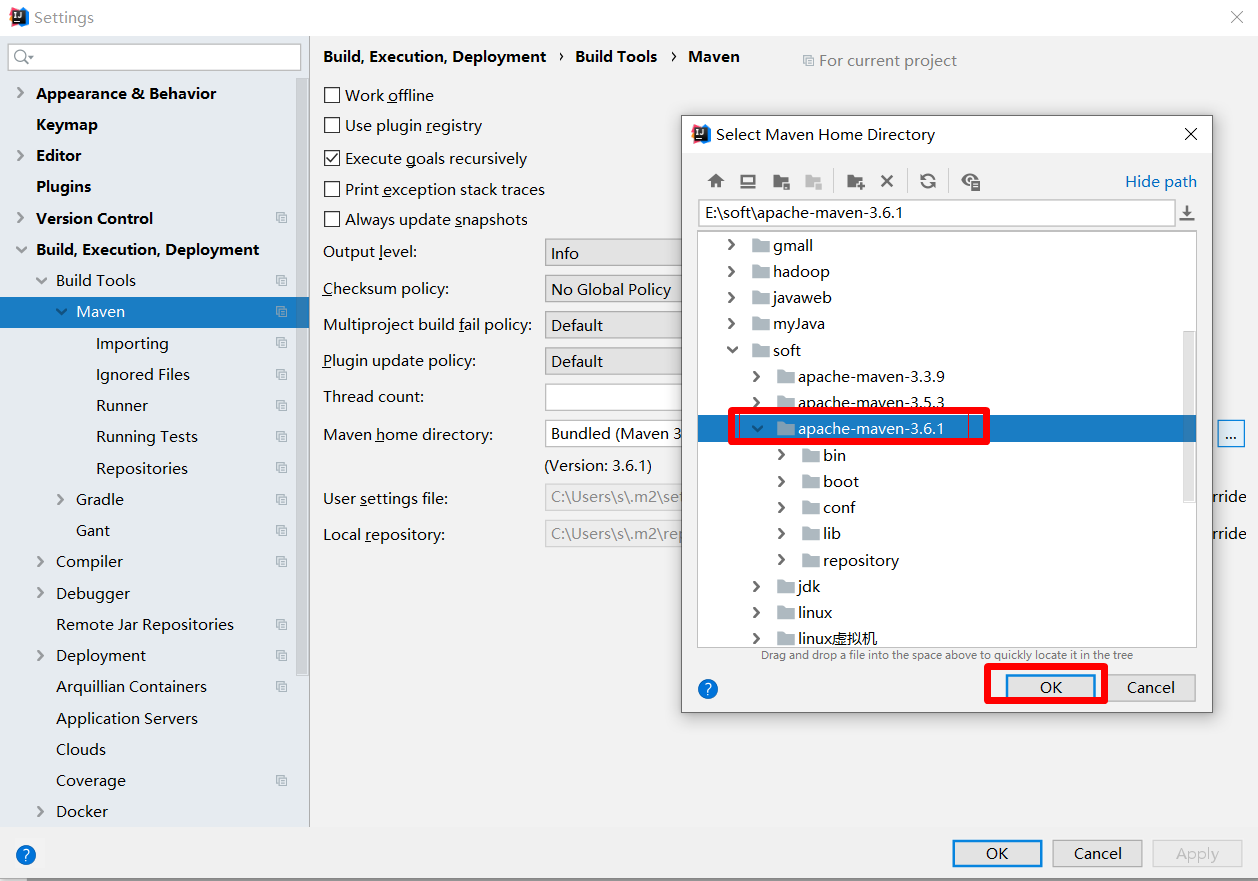 Settings
Build, Execution, Deployment › Build Tools › Maven
For current project
Appearance & Behavior
Keymap
Editor
Plugins
Version Control
Build, Execution, Deployment
Build Tools
Maven
Importing
Ignored Files
Runner
Running Tests
Repositories
Gradle
Gant
Compiler
Debugger
Remote Jar Repositories
Deployment
Arquillian Containers
Application Servers
Clouds
Coverage
Docker
Work offline
Use plugin registry
Execute goals recursively
Print exception stack traces
Always update snapshots
Output level: Info
Checksum policy: No Global Policy
Multiproject build fail policy: Default
Plugin update policy: Default
Thread count:
Maven home directory: Bundled (Maven 3
...
(Version: 3.6.1)
User settings file: C:\Users\s\.m2\set
rride
Local repository: C:\Users\s\.m2\rep
rride
Select Maven Home Directory
Hide path
E:\soft\apache-maven-3.6.1
gmall
hadoop
javaweb
myJava
soft
apache-maven-3.3.9
apache-maven-3.5.3
apache-maven-3.6.1
bin
boot
conf
lib
repository
jdk
linux
linux虚拟机
Drag and drop a file into the space above to quickly locate it in the tree
?
OK
Cancel
?
OK
Cancel
Apply